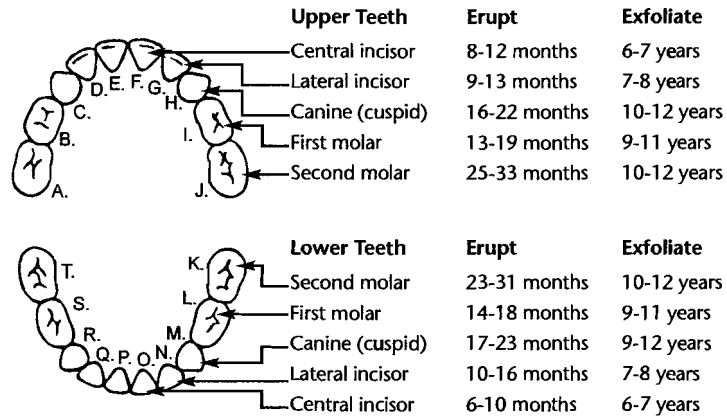 Upper Teeth Erupt Exfoliate
Central incisor 8-12 months 6-7 years
Lateral incisor 9-13 months 7-8 years
Canine (cuspid) 16-22 months 10-12 years
First molar 13-19 months 9-11 years
Second molar 25-33 months 10-12 years
D. E. F. G.
C. H.
B. I.
A. J.
Lower Teeth Erupt Exfoliate
Second molar 23-31 months 10-12 years
First molar 14-18 months 9-11 years
Canine (cuspid) 17-23 months 9-12 years
Lateral incisor 10-16 months 7-8 years
Central incisor 6-10 months 6-7 years
T. K.
S. L.
R. M.
Q. P. O. N.